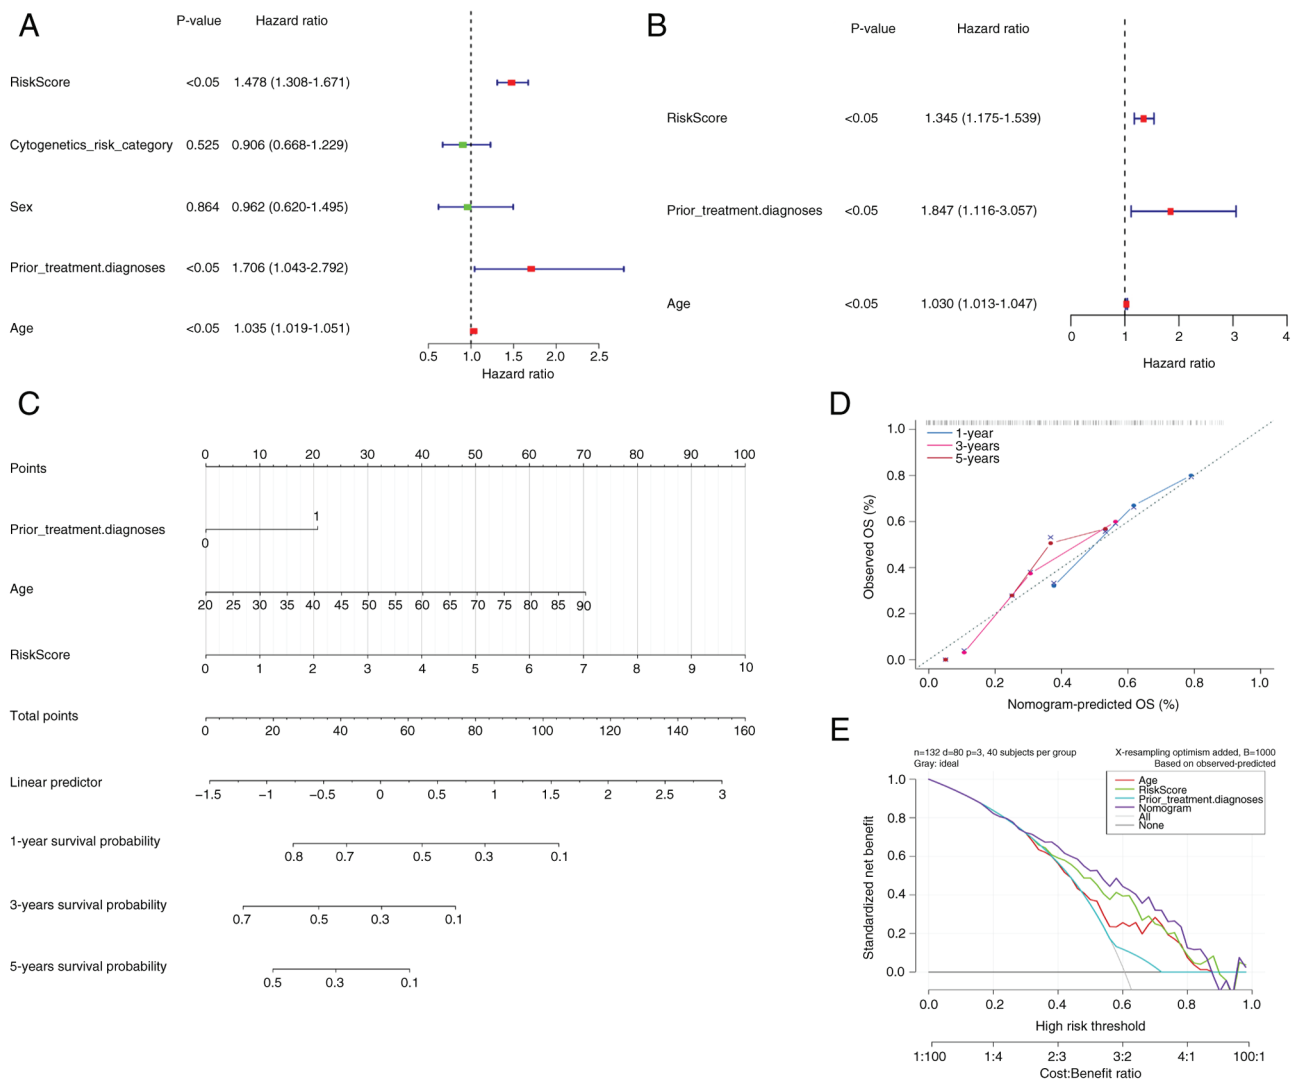 A
P-value Hazard ratio
RiskScore <0.05 1.478 (1.308-1.671)
Cytogenetics_risk_category 0.525 0.906 (0.668-1.229)
Sex 0.864 0.962 (0.620-1.495)
Prior_treatment.diagnoses <0.05 1.706 (1.043-2.792)
Age <0.05 1.035 (1.019-1.051)
0.5 1.0 1.5 2.0 2.5
Hazard ratio
B
P-value Hazard ratio
RiskScore <0.05 1.345 (1.175-1.539)
Prior_treatment.diagnoses <0.05 1.847 (1.116-3.057)
Age <0.05 1.030 (1.013-1.047)
0 1 2 3 4
Hazard ratio
C
Points 0 10 20 30 40 50 60 70 80 90 100
Prior_treatment.diagnoses 0 1
Age 20 25 30 35 40 45 50 55 60 65 70 75 80 85 90
RiskScore 0 1 2 3 4 5 6 7 8 9 10
Total points 0 20 40 60 80 100 120 140 160
Linear predictor −1.5 −1 −0.5 0 0.5 1 1.5 2 2.5 3
1-year survival probability 0.8 0.7 0.5 0.3 0.1
3-years survival probability 0.7 0.5 0.3 0.1
5-years survival probability 0.5 0.3 0.1
D
1-year
3-years
5-years
Observed OS (%)
1.0
0.8
0.6
0.4
0.2
0.0
0.0 0.2 0.4 0.6 0.8 1.0
Nomogram-predicted OS (%)
n=132 d=80 p=3, 40 subjects per group
Gray: ideal
X-resampling optimism added, B=1000
Based on observed-predicted
E
Age
RiskScore
Prior_treatment.diagnoses
Nomogram
All
None
Standardized net benefit
1.0
0.8
0.6
0.4
0.2
0.0
0.0 0.2 0.4 0.6 0.8 1.0
High risk threshold
1:100 1:4 2:3 3:2 4:1 100:1
Cost:Benefit ratio